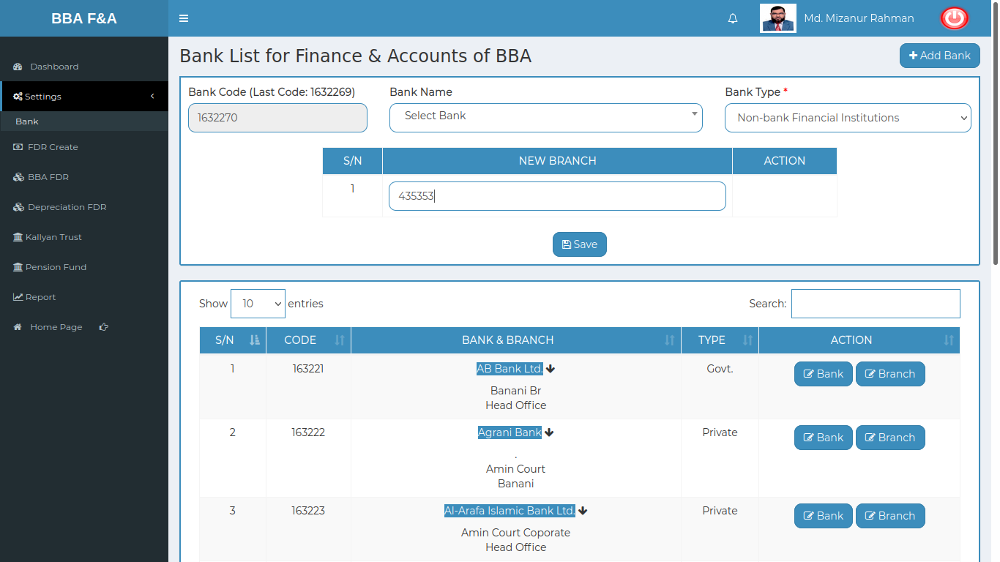 BBA F&A
Md. Mizanur Rahman
Dashboard
Settings
Bank
FDR Create
BBA FDR
Depreciation FDR
Kallyan Trust
Pension Fund
Report
Home Page
Bank List for Finance & Accounts of BBA
Add Bank
Bank Code (Last Code: 1632269) Bank Name Bank Type *
1632270 Select Bank Non-bank Financial Institutions
S/N NEW BRANCH ACTION
1 435353
Save
Show 10 entries Search:
S/N CODE BANK & BRANCH TYPE ACTION
1 163221 AB Bank Ltd. Govt. Bank Branch
Banani Br
Head Office
2 163222 Agrani Bank Private Bank Branch
.
Amin Court
Banani
3 163223 Al-Arafa Islamic Bank Ltd. Private Bank Branch
Amin Court Coporate
Head Office